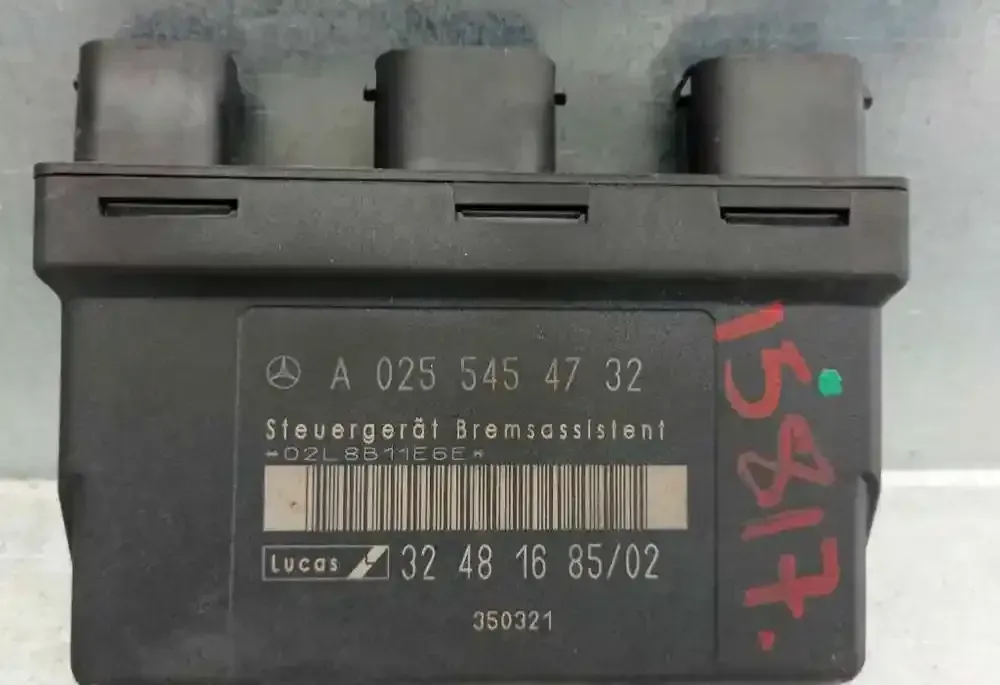 A 025 545 47 32
Steuergerät Bremsassistent
*02L8B11E6E*
Lucas 32 48 16 85/02
350321
15817.